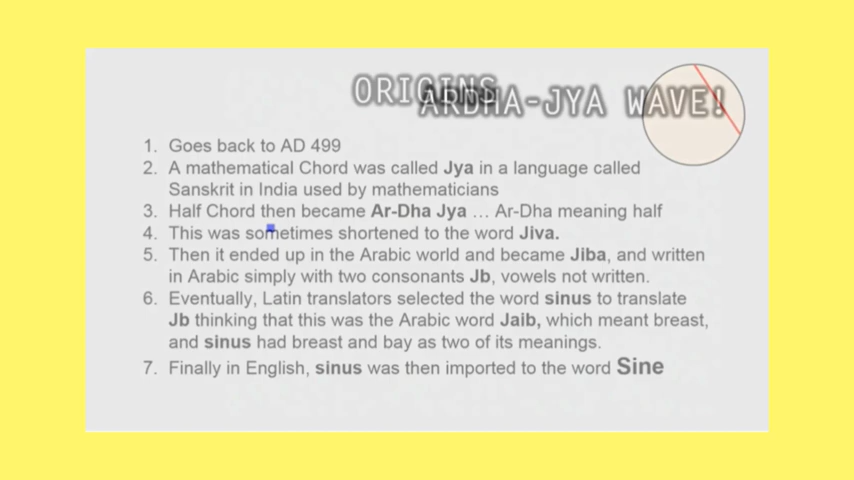 ORIGINS
ARDHA-JYA WAVE!
1. Goes back to AD 499
2. A mathematical Chord was called Jya in a language called
Sanskrit in India used by mathematicians
3. Half Chord then became Ar-Dha Jya ... Ar-Dha meaning half
4. This was sometimes shortened to the word Jiva.
5. Then it ended up in the Arabic world and became Jiba, and written
in Arabic simply with two consonants Jb, vowels not written.
6. Eventually, Latin translators selected the word sinus to translate
Jb thinking that this was the Arabic word Jaib, which meant breast,
and sinus had breast and bay as two of its meanings.
7. Finally in English, sinus was then imported to the word Sine